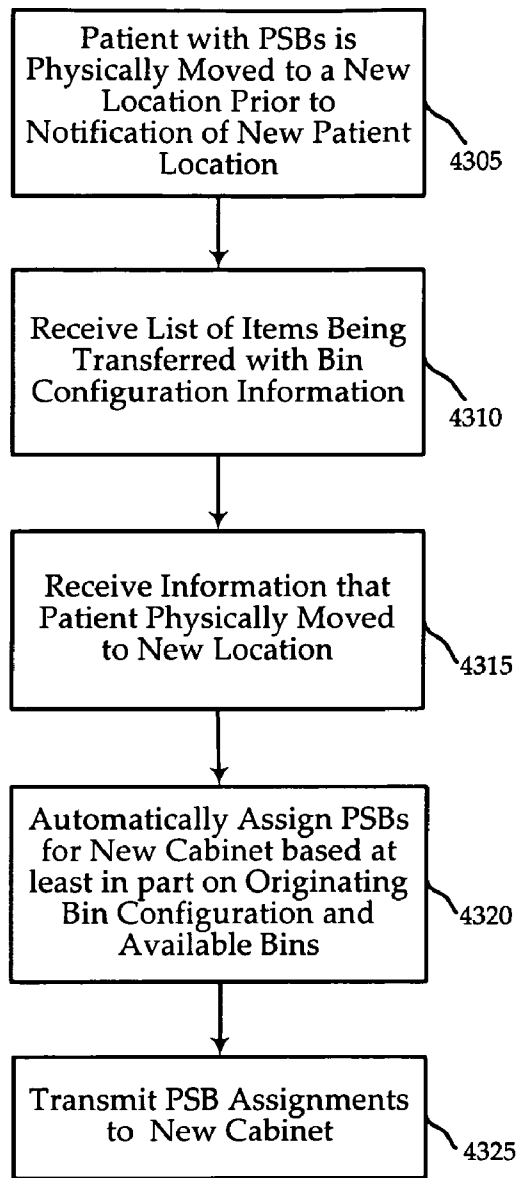 Patient with PSBs is
Physically Moved to a New
Location Prior to
Notification of New Patient
Location
4305
Receive List of Items Being
Transferred with Bin
Configuration Information
4310
Receive Information that
Patient Physically Moved
to New Location
4315
Automatically Assign PSBs
for New Cabinet based at
least in part on Originating
Bin Configuration and
Available Bins
4320
Transmit PSB Assignments
to New Cabinet
4325